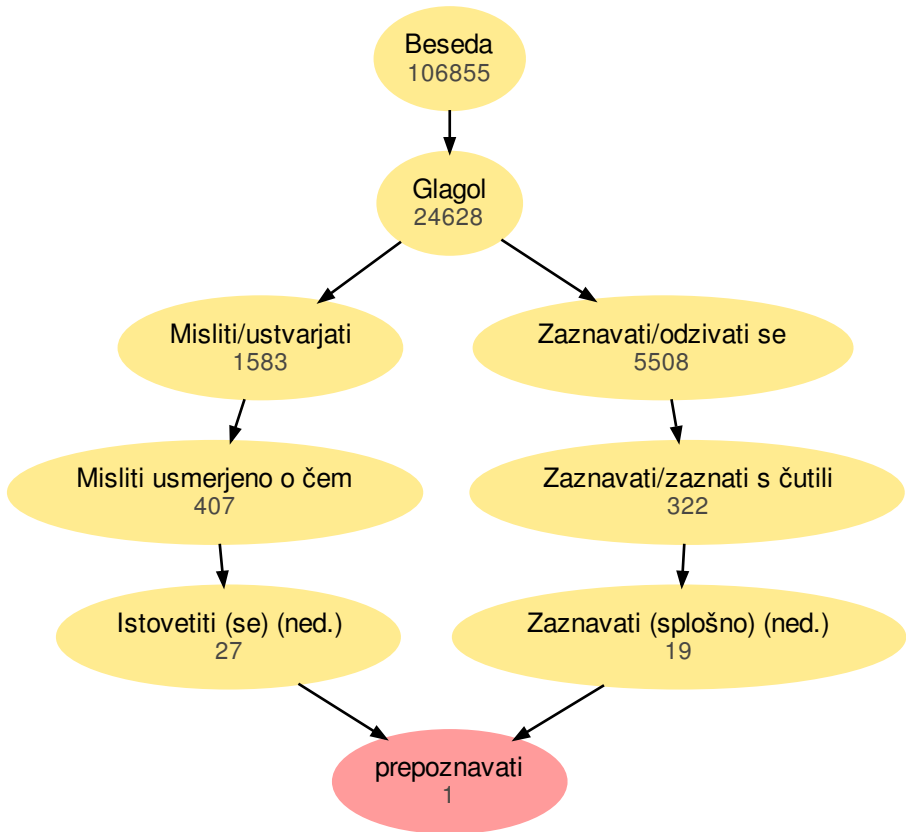 Beseda
106855
Glagol
24628
Misliti/ustvarjati
1583
Zaznavati/odzivati se
5508
Misliti usmerjeno o čem
407
Zaznavati/zaznati s čutili
322
Istovetiti (se) (ned.)
27
Zaznavati (splošno) (ned.)
19
prepoznavati
1